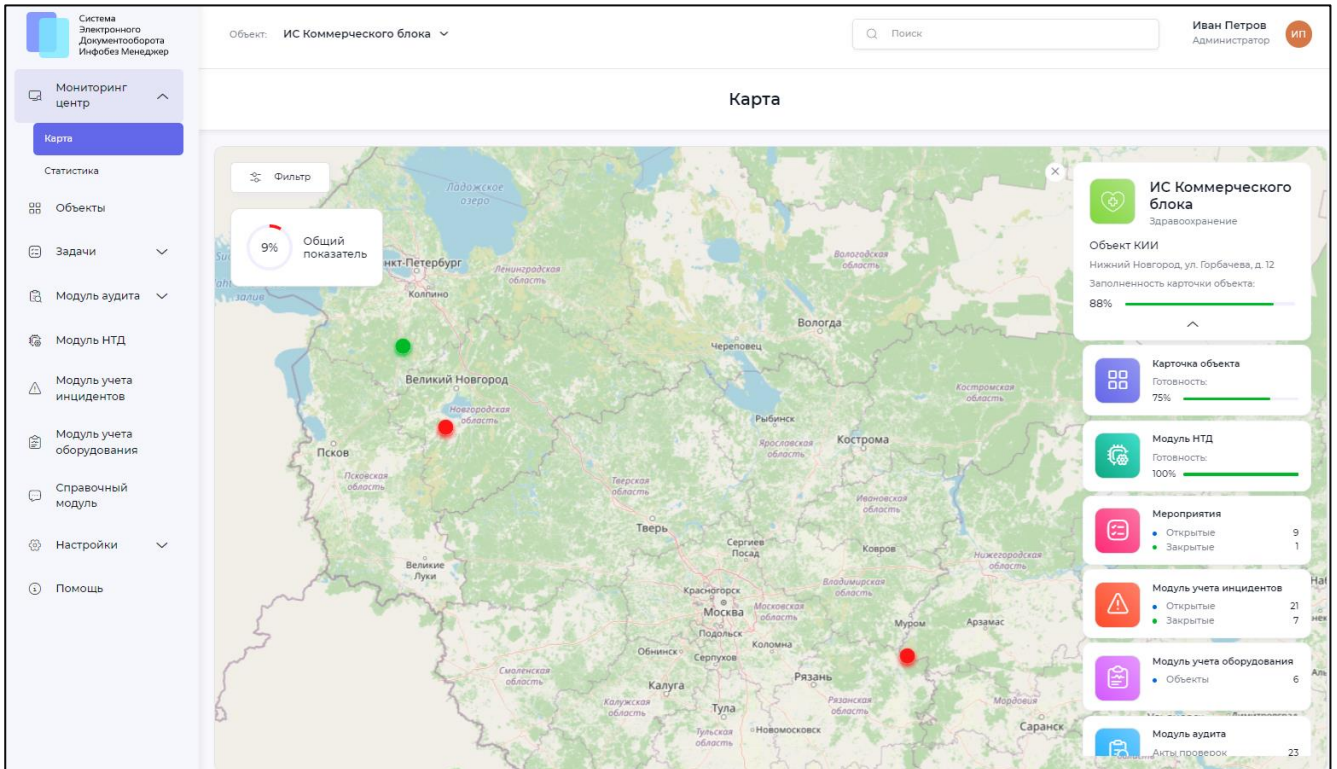 Система
Электронного
Документооборота
Инфобез Менеджер
Объект: ИС Коммерческого блока
Поиск
Иван Петров
Администратор
ИП
Мониторинг
центр
Карта
Статистика
Объекты
Задачи
Модуль аудита
Модуль НТД
Модуль учета
инцидентов
Модуль учета
оборудования
Справочный
модуль
Настройки
Помощь
Карта
Фильтр
9%
Общий
показатель
Ладожское
озеро
нкт-Петербург
Ленинградская
область
Колпино
залив
Вологодская
область
Вологда
Череповец
Великий Новгород
Новгородская
область
Костромская
область
Рыбинск
Ярославская
область
Кострома
Псков
Псковская
область
Тверская
область
Ивановская
область
Тверь
Сергиев
Посад
Ковров
Нижегородская
область
Великие
Луки
Владимирская
область
Красногорск
Москва
Московская
область
Подольск
Муром
Арзамас
Обнинск
Серпухов
Коломна
Смоленская
область
Калуга
Рязань
Калужская
область
Тула
Рязанская
область
Мордовия
Тульская
область
Новомосковск
Саранск
ИС Коммерческого
блока
Здравоохранение
Объект КИИ
Нижний Новгород, ул. Горбачева, д. 12
Заполненность карточки объекта:
88%
Карточка объекта
Готовность:
75%
Модуль НТД
Готовность:
100%
Мероприятия
Открытые 9
Закрытые 1
Модуль учета инцидентов
Открытые 21
Закрытые 7
Модуль учета оборудования
Объекты 6
Модуль аудита
Акты проверок 23